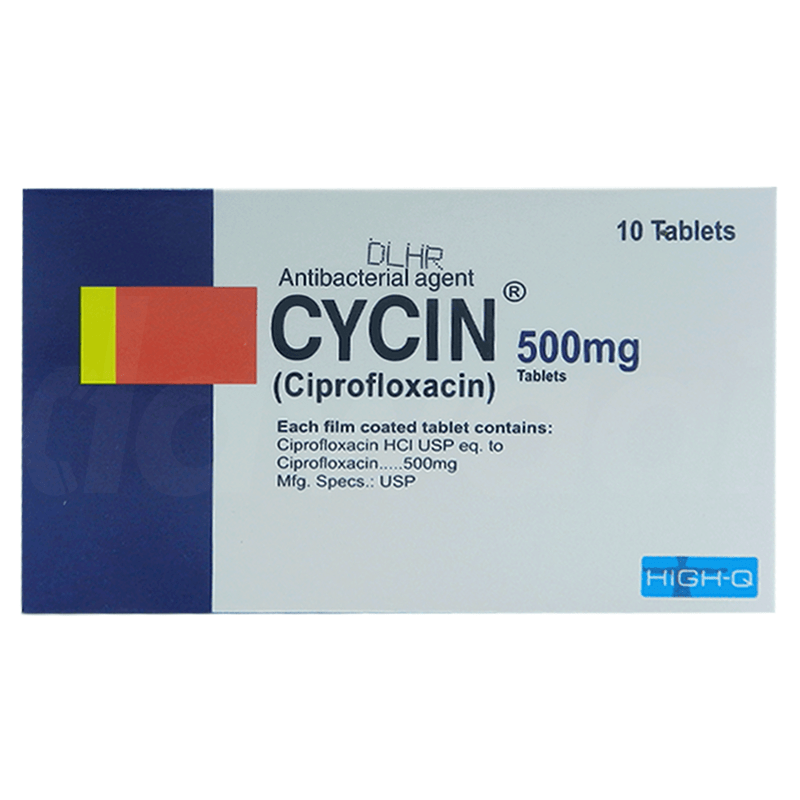 10 Tablets
DLHR
Antibacterial agent
CYCIN®
500mg
Tablets
(Ciprofloxacin)
Each film coated tablet contains:
Ciprofloxacin HCl USP eq. to
Ciprofloxacin.....500mg
Mfg. Specs.: USP
HIGH-Q